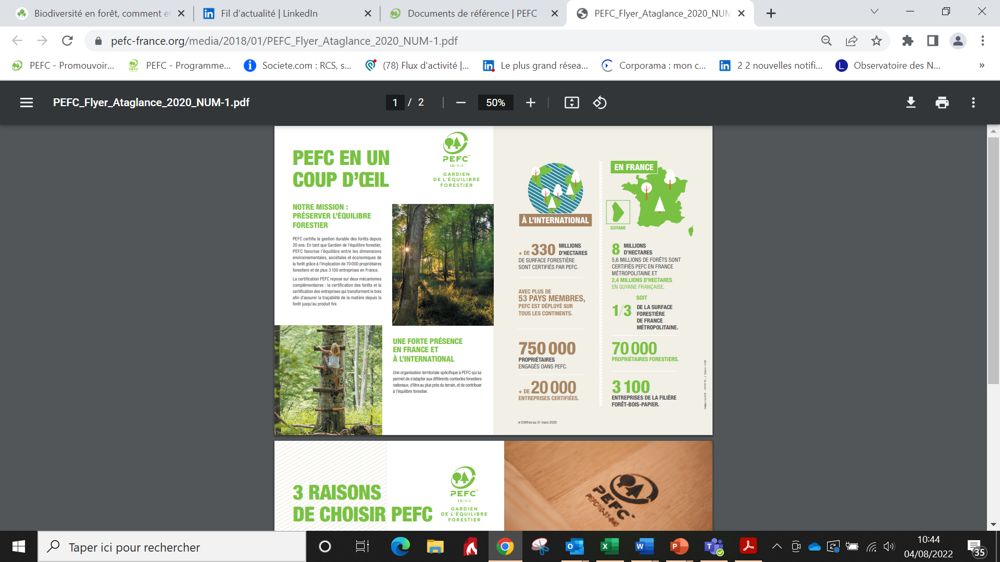 Biodiversité en forêt, comment et
Fil d'actualité | LinkedIn
Documents de référence | PEFC
PEFC_Flyer_Ataglance_2020_NUM
pefc-france.org/media/2018/01/PEFC_Flyer_Ataglance_2020_NUM-1.pdf
PEFC - Promouvoir...
PEFC - Programme...
Societe.com : RCS, s...
(78) Flux d'activité |...
Le plus grand résea...
Corporama : mon c...
2 2 nouvelles notifi...
Observatoire des N...
»
PEFC_Flyer_Ataglance_2020_NUM-1.pdf
1 / 2
50%
PEFC EN UN
COUP D'ŒIL
PEFC™
10-1-1
GARDIEN
DE L'ÉQUILIBRE
FORESTIER
NOTRE MISSION :
PRÉSERVER L'ÉQUILIBRE
FORESTIER
PEFC certifie la gestion durable des forêts depuis
20 ans. En tant que Gardien de l'équilibre forestier,
PEFC favorise l'équilibre entre les dimensions
environnementales, sociétales et économiques de
la forêt grâce à l'implication de 70 000 propriétaires
forestiers et de plus 3 100 entreprises en France.
La certification PEFC repose sur deux mécanismes
complémentaires : la certification des forêts et la
certification des entreprises qui transforment le bois
afin d'assurer la traçabilité de la matière depuis la
forêt jusqu'au produit fini.
UNE FORTE PRÉSENCE
EN FRANCE ET
À L'INTERNATIONAL
Une organisation territoriale spécifique à PEFC qui lui
permet de s'adapter aux différents contextes forestiers
nationaux, d'être au plus près du terrain, et de contribuer
à l'équilibre forestier.
À L'INTERNATIONAL
+ DE 330 MILLIONS
D'HECTARES
DE SURFACE FORESTIÈRE
SONT CERTIFIÉS PAR PEFC.
AVEC PLUS DE
53 PAYS MEMBRES,
PEFC EST DÉPLOYÉ SUR
TOUS LES CONTINENTS.
750 000
PROPRIÉTAIRES
ENGAGÉS DANS PEFC.
+ DE 20 000
ENTREPRISES CERTIFIÉES.
Chiffres au 31 mars 2020
EN FRANCE
GUYANE
8 MILLIONS
D'HECTARES
5,6 MILLIONS DE FORÊTS SONT
CERTIFIÉS PEFC EN FRANCE
MÉTROPOLITAINE ET
2,4 MILLIONS D'HECTARES
EN GUYANE FRANÇAISE.
SOIT
1/3 DE LA SURFACE
FORESTIÈRE
DE FRANCE
MÉTROPOLITAINE.
70 000
PROPRIÉTAIRES FORESTIERS.
3 100
ENTREPRISES DE LA FILIÈRE
FORÊT-BOIS-PAPIER.
3 RAISONS
DE CHOISIR PEFC
PEFC™
10-1-1
GARDIEN
DE L'ÉQUILIBRE
FORESTIER
PEFC
Taper ici pour rechercher
10:44
04/08/2022
35